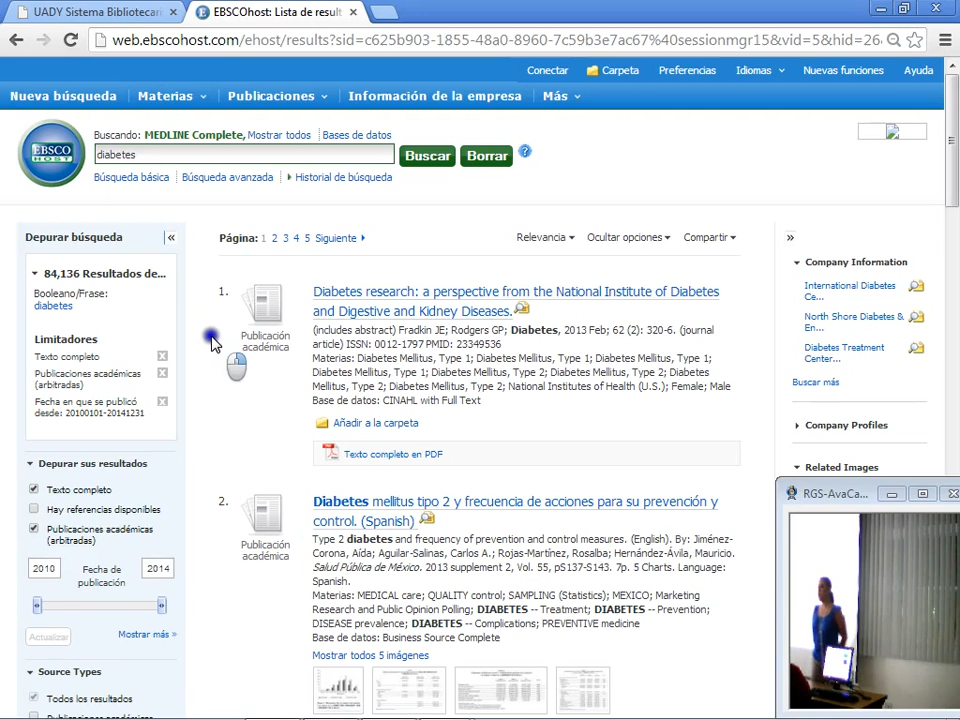 UADY Sistema Bibliotecari
EBSCOhost: Lista de result
web.ebscohost.com/ehost/results?sid=c625b903-1855-48a0-8960-7c59b3e7ac67%40sessionmgr15&vid=5&hid=26
Conectar Carpeta Preferencias Idiomas Nuevas funciones Ayuda
Nueva búsqueda Materias Publicaciones Información de la empresa Más
Buscando: MEDLINE Complete, Mostrar todos Bases de datos
EBSCO
HOST
diabetes
Buscar Borrar ?
Búsqueda básica Búsqueda avanzada Historial de búsqueda
Depurar búsqueda «
84,136 Resultados de...
Booleano/Frase:
diabetes
Limitadores
Texto completo
Publicaciones académicas
(arbitradas)
Fecha en que se publicó
desde: 20100101-20141231
Depurar sus resultados
Texto completo
Hay referencias disponibles
Publicaciones académicas
(arbitradas)
2010 Fecha de 2014
publicación
Actualizar Mostrar más »
Source Types
Todos los resultados
Página: 1 2 3 4 5 Siguiente
Relevancia Ocultar opciones Compartir
1.
Publicación
académica
Diabetes research: a perspective from the National Institute of Diabetes
and Digestive and Kidney Diseases.
(includes abstract) Fradkin JE; Rodgers GP; Diabetes, 2013 Feb; 62 (2): 320-6. (journal
article) ISSN: 0012-1797 PMID: 23349536
Materias: Diabetes Mellitus, Type 1; Diabetes Mellitus, Type 1; Diabetes Mellitus, Type 1;
Diabetes Mellitus, Type 1; Diabetes Mellitus, Type 2; Diabetes Mellitus, Type 2; Diabetes
Mellitus, Type 2; Diabetes Mellitus, Type 2; National Institutes of Health (U.S.); Female; Male
Base de datos: CINAHL with Full Text
Añadir a la carpeta
Texto completo en PDF
2.
Publicación
académica
Diabetes mellitus tipo 2 y frecuencia de acciones para su prevención y
control. (Spanish)
Type 2 diabetes and frequency of prevention and control measures. (English). By: Jiménez-
Corona, Aída; Aguilar-Salinas, Carlos A.; Rojas-Martínez, Rosalba; Hernández-Ávila, Mauricio.
Salud Pública de México. 2013 supplement 2, Vol. 55, pS137-S143. 7p. 5 Charts. Language:
Spanish.
Materias: MEDICAL care; QUALITY control; SAMPLING (Statistics); MEXICO; Marketing
Research and Public Opinion Polling; DIABETES -- Treatment; DIABETES -- Prevention;
DISEASE prevalence; DIABETES -- Complications; PREVENTIVE medicine
Base de datos: Business Source Complete
Mostrar todos 5 imágenes
»
Company Information
International Diabetes
Ce...
North Shore Diabetes &
En...
Diabetes Treatment
Center...
Buscar más
Company Profiles
Related Images
RGS-AvaCa...